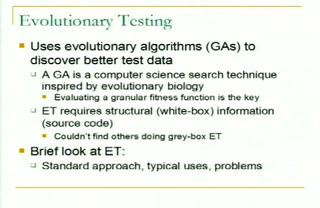 Evolutionary Testing
Uses evolutionary algorithms (GAs) to
discover better test data
A GA is a computer science search technique
inspired by evolutionary biology
Evaluating a granular fitness function is the key
ET requires structural (white-box) information
(source code)
Couldn't find others doing grey-box ET
Brief look at ET:
Standard approach, typical uses, problems